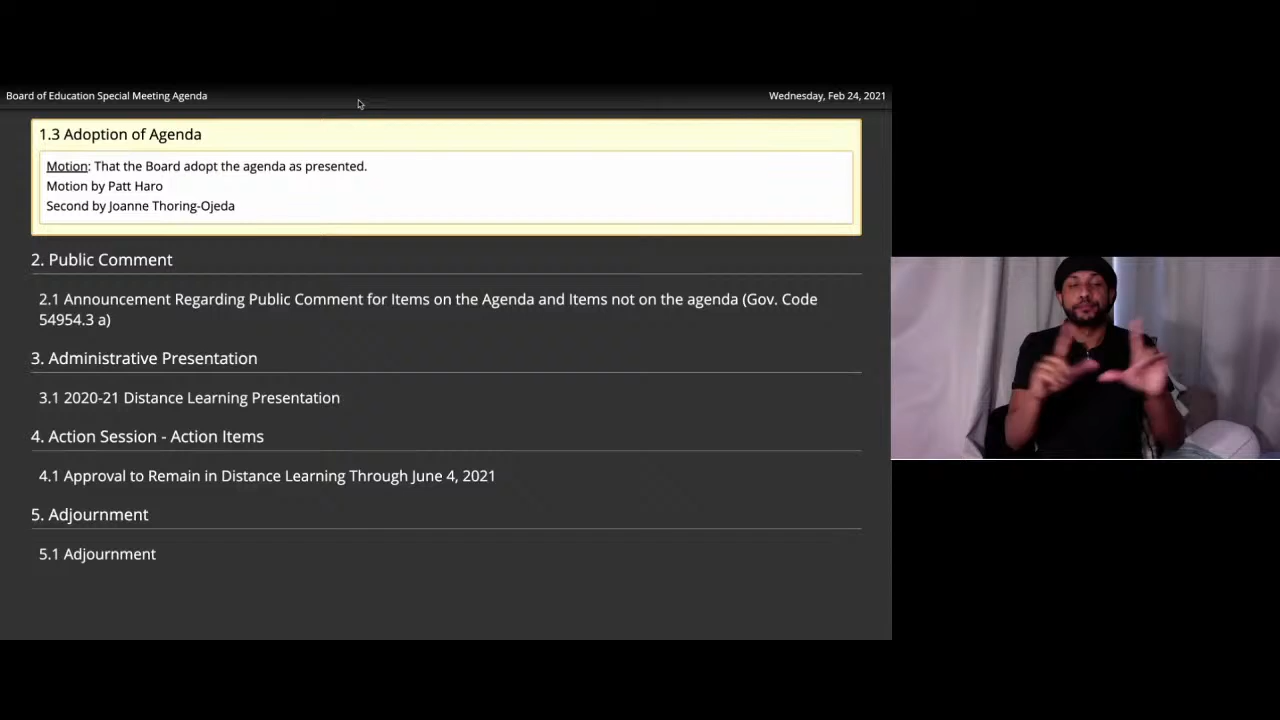 Board of Education Special Meeting Agenda
Wednesday, Feb 24, 2021
1.3 Adoption of Agenda
Motion: That the Board adopt the agenda as presented.
Motion by Patt Haro
Second by Joanne Thoring-Ojeda
2. Public Comment
2.1 Announcement Regarding Public Comment for Items on the Agenda and Items not on the agenda (Gov. Code
54954.3 a)
3. Administrative Presentation
3.1 2020-21 Distance Learning Presentation
4. Action Session - Action Items
4.1 Approval to Remain in Distance Learning Through June 4, 2021
5. Adjournment
5.1 Adjournment